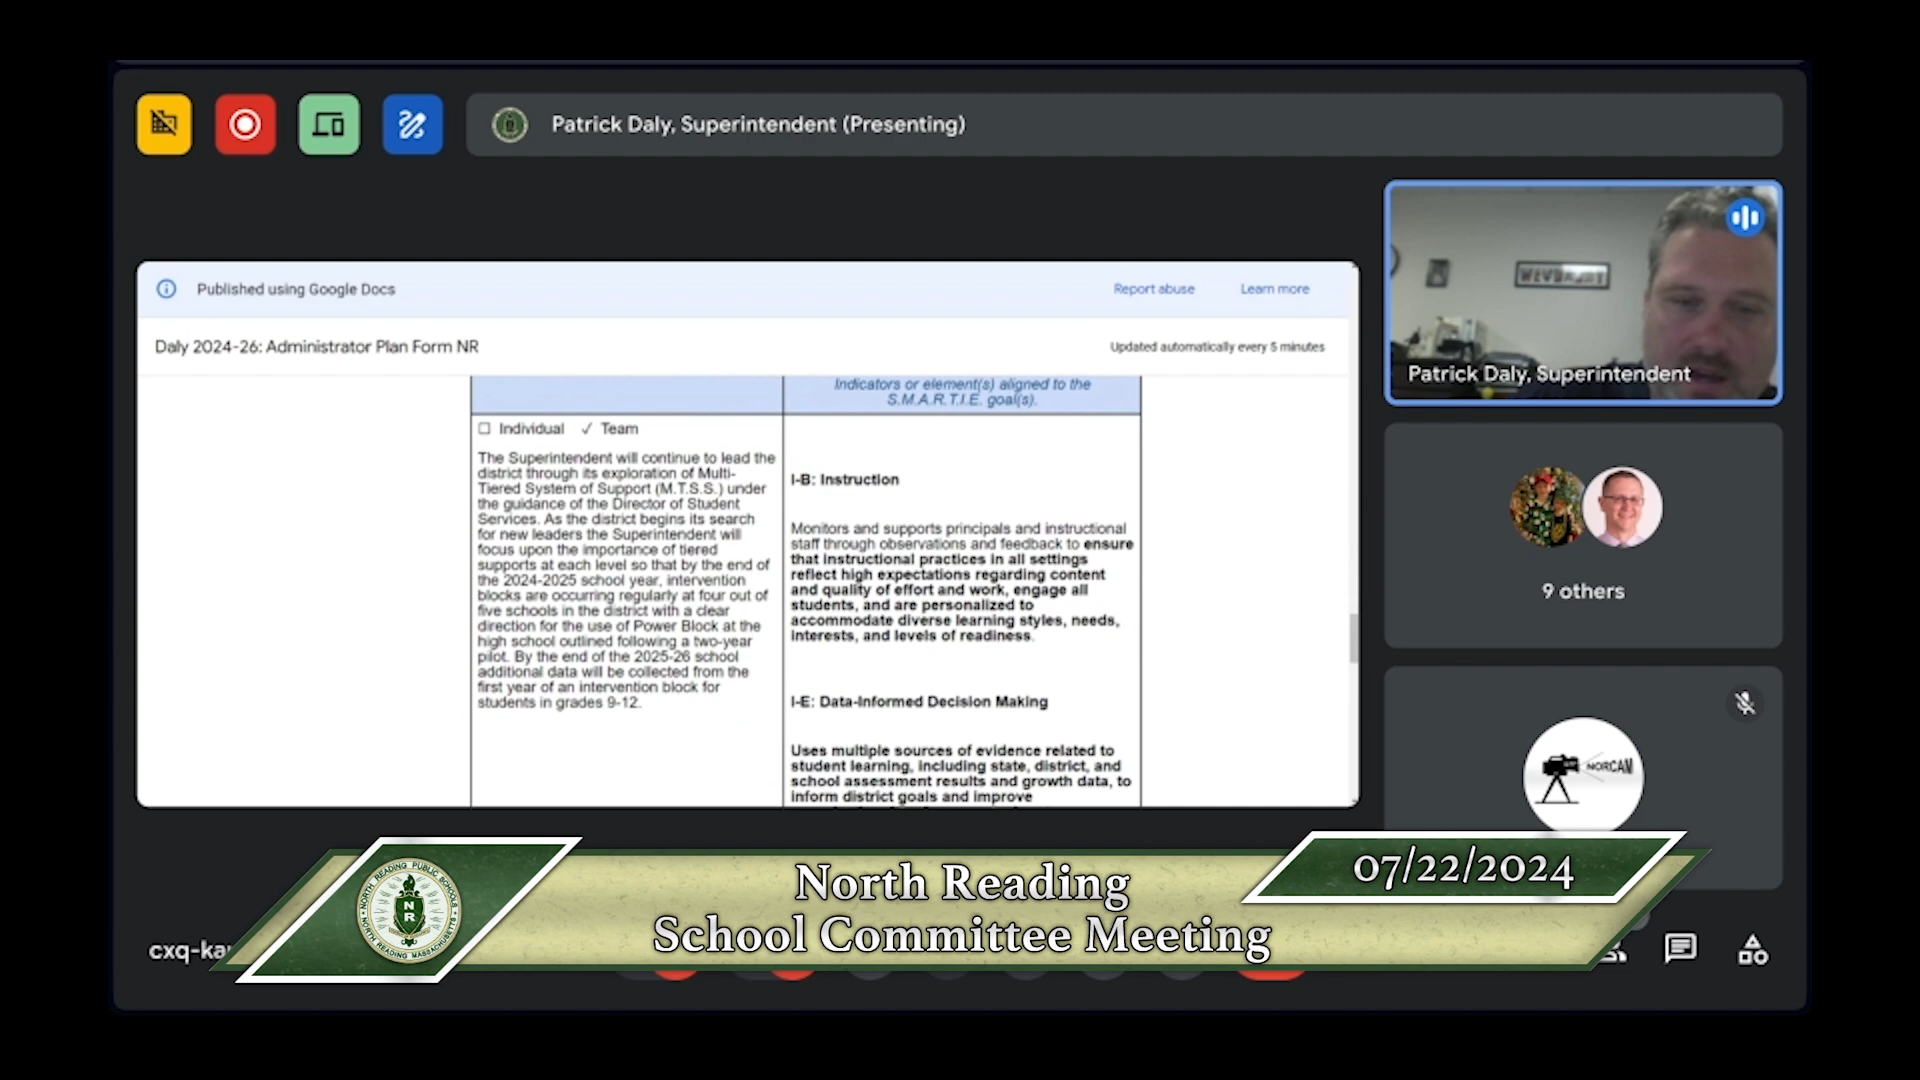 Patrick Daly, Superintendent (Presenting)
Published using Google Docs
Report abuse
Learn more
Daly 2024-26: Administrator Plan Form NR
Updated automatically every 5 minutes
Indicators or element(s) aligned to the
S.M.A.R.T.I.E. goal(s).
☐ Individual ✓ Team
The Superintendent will continue to lead the
district through its exploration of Multi-
Tiered System of Support (M.T.S.S.) under
the guidance of the Director of Student
Services. As the district begins its search
for new leaders the Superintendent will
focus upon the importance of tiered
supports at each level so that by the end of
the 2024-2025 school year, intervention
blocks are occurring regularly at four out of
five schools in the district with a clear
direction for the use of Power Block at the
high school outlined following a two-year
pilot. By the end of the 2025-26 school
additional data will be collected from the
first year of an intervention block for
students in grades 9-12.
I-B: Instruction
Monitors and supports principals and instructional
staff through observations and feedback to ensure
that instructional practices in all settings
reflect high expectations regarding content
and quality of effort and work, engage all
students, and are personalized to
accommodate diverse learning styles, needs,
interests, and levels of readiness.
I-E: Data-Informed Decision Making
Uses multiple sources of evidence related to
student learning, including state, district, and
school assessment results and growth data, to
inform district goals and improve
Patrick Daly, Superintendent
9 others
NORCAM
07/22/2024
North Reading
School Committee Meeting
NORTH READING PUBLIC SCHOOLS
NR
NORTH READING MASSACHUSETTS